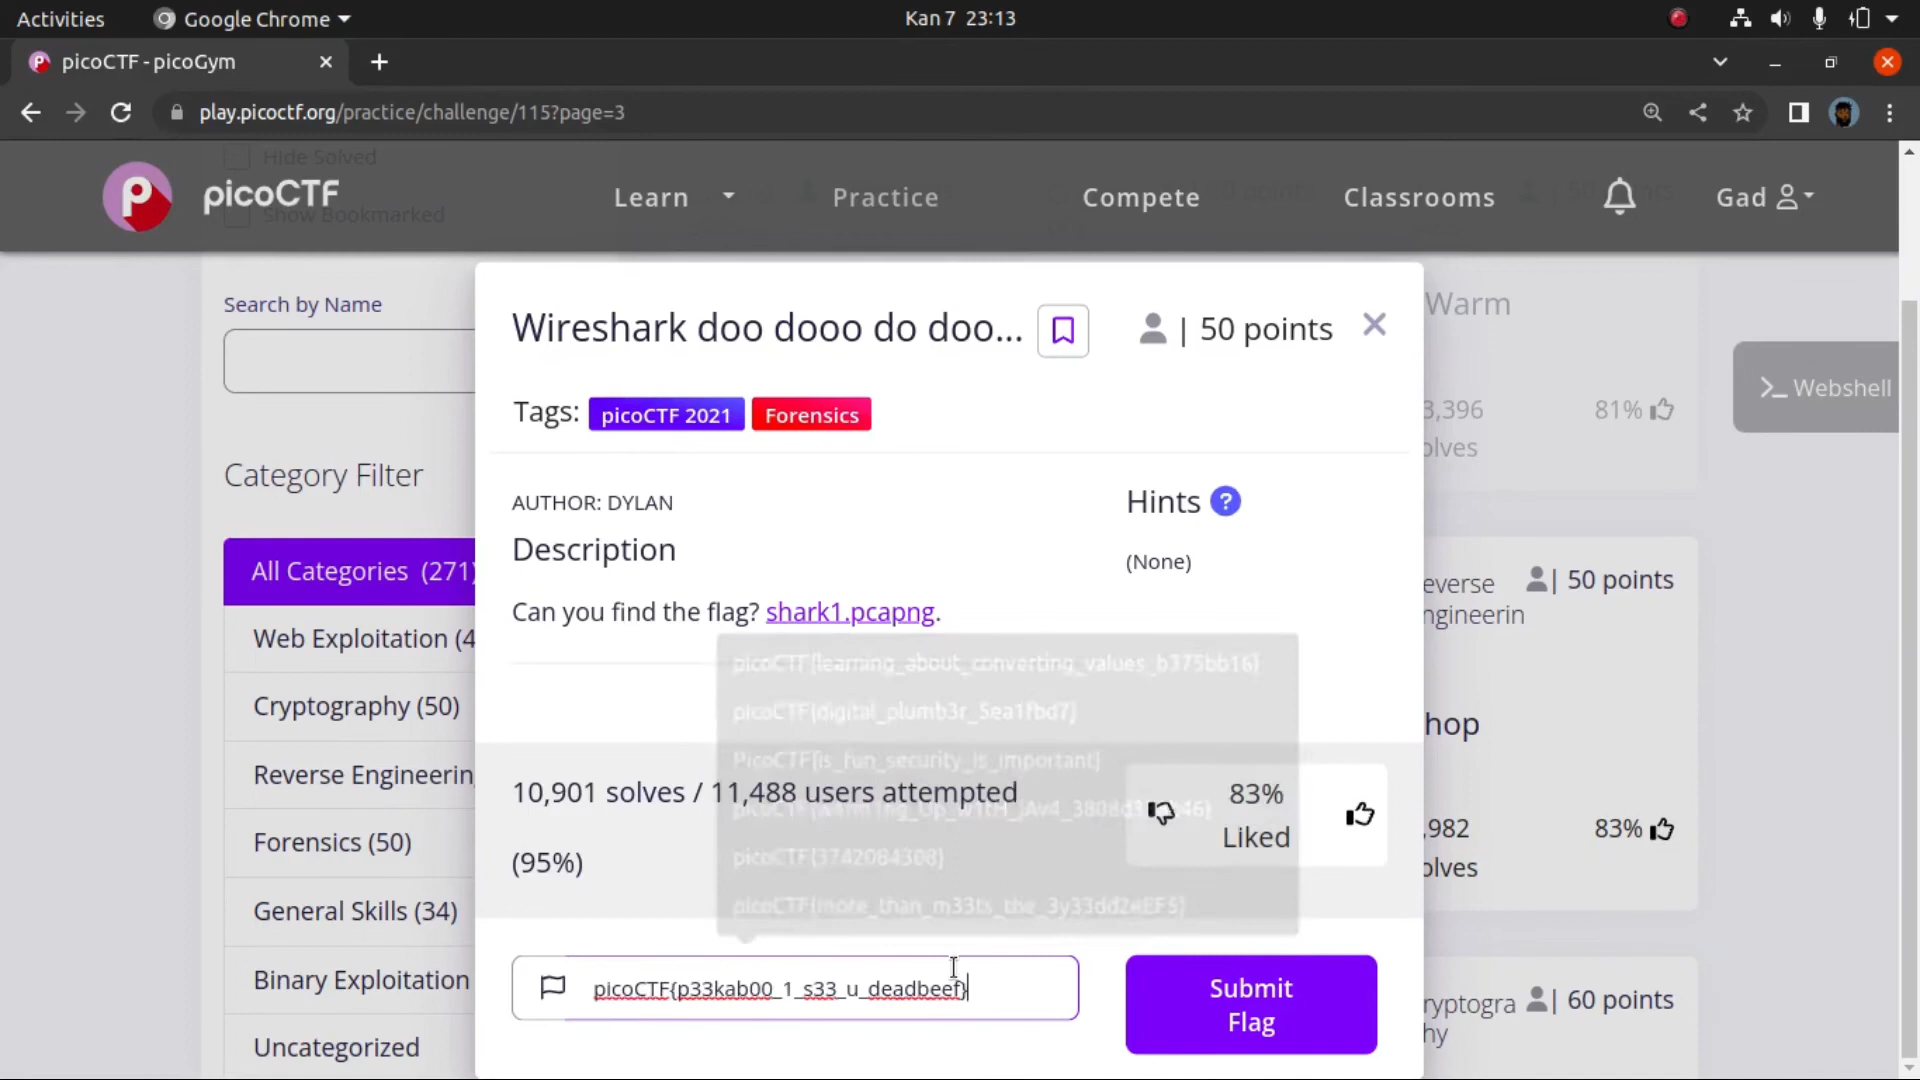 Activities
Google Chrome
Kan 7 23:13
picoCTF - picoGym
play.picoctf.org/practice/challenge/115?page=3
Hide Solved
Show Bookmarked
picoCTF
Learn
Practice
Compete
Classrooms
Gad
Search by Name
Wireshark doo dooo do doo...
| 50 points
Warm
Tags: picoCTF 2021 Forensics
3,396
81%
olves
>_ Webshell
Category Filter
AUTHOR: DYLAN
Hints ?
Description
(None)
All Categories (271)
Can you find the flag? shark1.pcapng.
everse
ngineerin
| 50 points
Web Exploitation (4
picoCTF{learning_about_converting_values_b375bb16}
Cryptography (50)
picoCTF{digital_plumb3r_5ea1fbd7}
hop
PicoCTF{is_fun_security_is_important}
Reverse Engineerin
10,901 solves / 11,488 users attempted
(95%)
83%
Liked
,982
83%
olves
Forensics (50)
picoCTF{3742084308}
General Skills (34)
Binary Exploitation
picoCTF{p33kab00_1_s33_u_deadbeef}
Submit
Flag
ryptogra
hy
| 60 points
Uncategorized